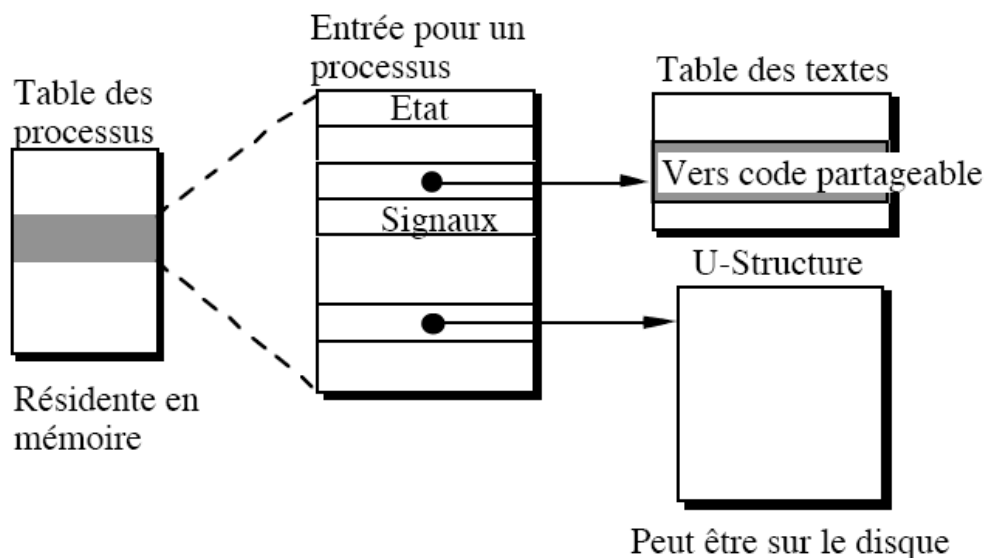 Table des
processus
Résidente en
mémoire
Entrée pour un
processus
Etat
Signaux
Table des textes
Vers code partageable
U-Structure
Peut être sur le disque